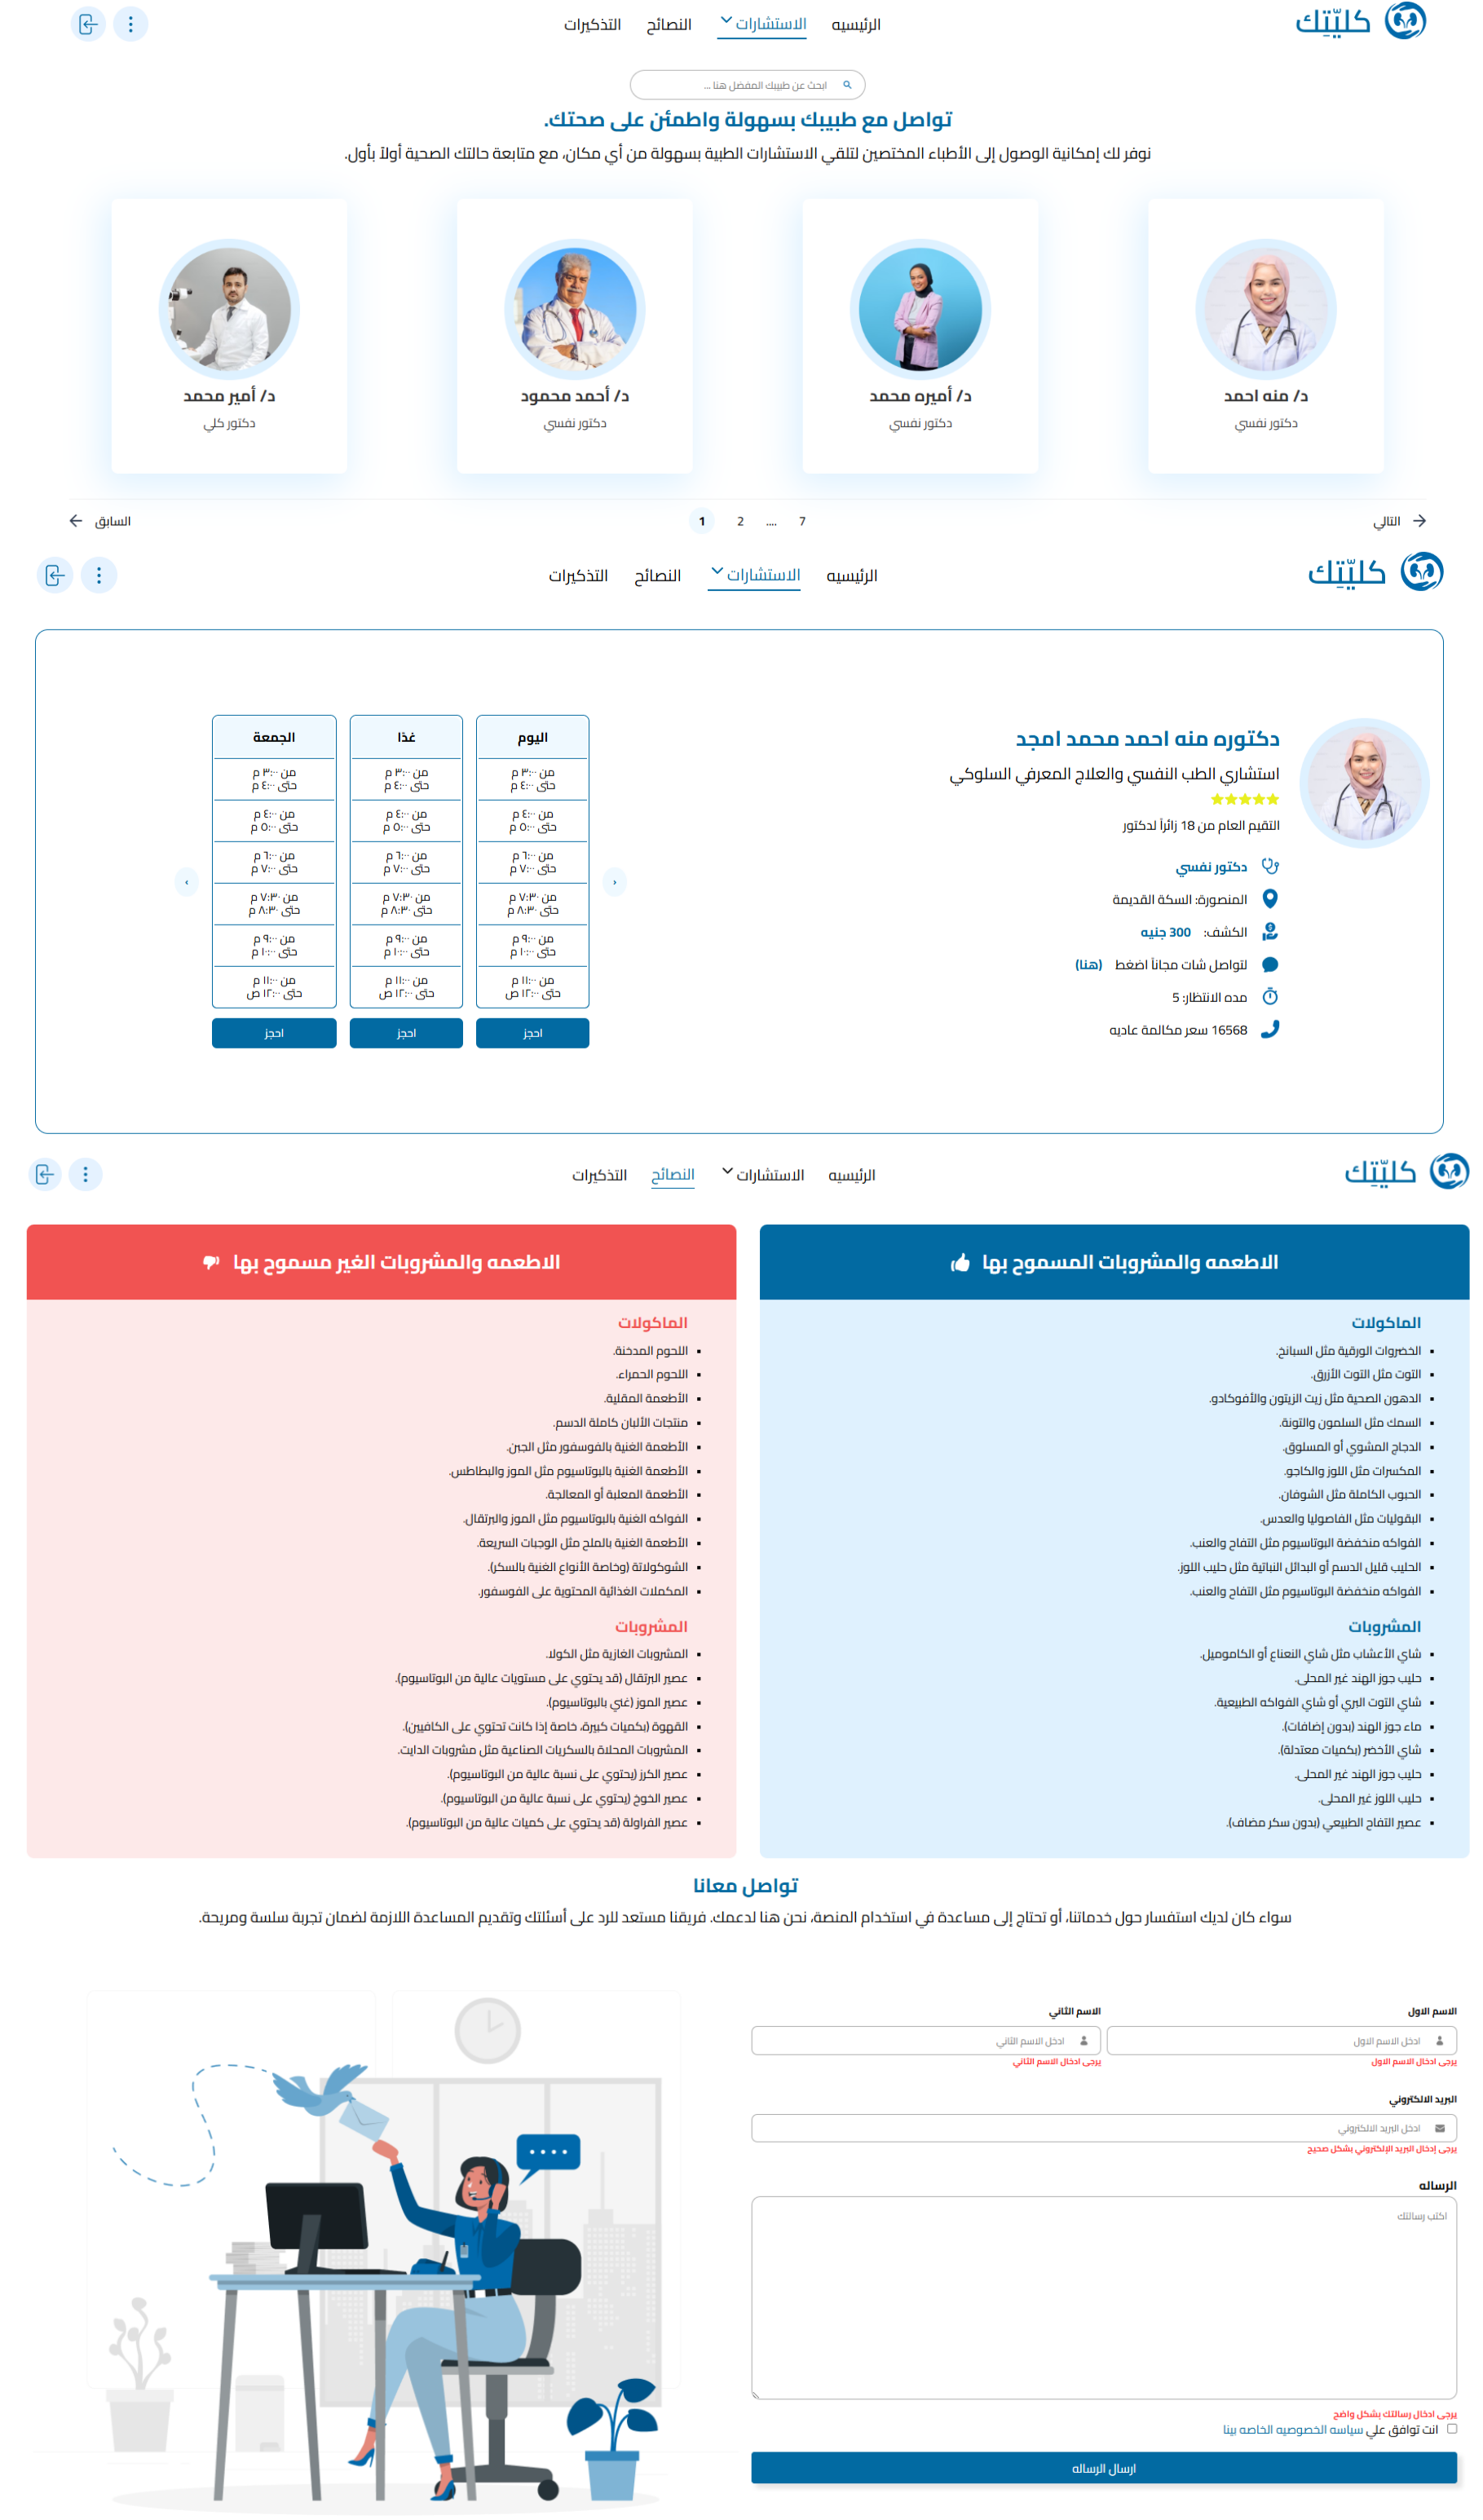 كليّتِك
الرئيسيه
الاستشارات
النصائح
التذكيرات
ابحث عن طبيبك المفضل هنا ...
تواصل مع طبيبك بسهولة واطمئن على صحتك.
نوفر لك إمكانية الوصول إلى الأطباء المختصين لتلقي الاستشارات الطبية بسهولة من أي مكان، مع متابعة حالتك الصحية أولاً بأول.
د/ منه احمد
دكتور نفسي
د/ أميره محمد
دكتور نفسي
د/ أحمد محمود
دكتور نفسي
د/ أمير محمد
دكتور كلي
التالي
1 2 .... 7
السابق
كليّتِك
الرئيسيه
الاستشارات
النصائح
التذكيرات
دكتوره منه احمد محمد امجد
استشاري الطب النفسي والعلاج المعرفي السلوكي
التقيم العام من 18 زائراً لدكتور
دكتور نفسي
المنصورة: السكة القديمة
الكشف: 300 جنيه
لتواصل شات مجاناً اضغط (هنا)
مده الانتظار: 5
16568 سعر مكالمة عاديه
اليوم
من ٣:٠٠ م
حتى ٤:٠٠ م
من ٤:٠٠ م
حتى ٥:٠٠ م
من ٦:٠٠ م
حتى ٧:٠٠ م
من ٧:٣٠ م
حتى ٨:٣٠ م
من ٩:٠٠ م
حتى ١٠:٠٠ م
من ١١:٠٠ م
حتى ١٢:٠٠ ص
احجز
غدًا
من ٣:٠٠ م
حتى ٤:٠٠ م
من ٤:٠٠ م
حتى ٥:٠٠ م
من ٦:٠٠ م
حتى ٧:٠٠ م
من ٧:٣٠ م
حتى ٨:٣٠ م
من ٩:٠٠ م
حتى ١٠:٠٠ م
من ١١:٠٠ م
حتى ١٢:٠٠ ص
احجز
الجمعة
من ٣:٠٠ م
حتى ٤:٠٠ م
من ٤:٠٠ م
حتى ٥:٠٠ م
من ٦:٠٠ م
حتى ٧:٠٠ م
من ٧:٣٠ م
حتى ٨:٣٠ م
من ٩:٠٠ م
حتى ١٠:٠٠ م
من ١١:٠٠ م
حتى ١٢:٠٠ ص
احجز
كليّتِك
الرئيسيه
الاستشارات
النصائح
التذكيرات
الاطعمه والمشروبات المسموح بها
الماكولات
الخضروات الورقية مثل السبانخ.
التوت مثل التوت الأزرق.
الدهون الصحية مثل زيت الزيتون والأفوكادو.
السمك مثل السلمون والتونة.
الدجاج المشوي أو المسلوق.
المكسرات مثل اللوز والكاجو.
الحبوب الكاملة مثل الشوفان.
البقوليات مثل الفاصوليا والعدس.
الفواكه منخفضة البوتاسيوم مثل التفاح والعنب.
الحليب قليل الدسم أو البدائل النباتية مثل حليب اللوز.
الفواكه منخفضة البوتاسيوم مثل التفاح والعنب.
المشروبات
شاي الأعشاب مثل شاي النعناع أو الكاموميل.
حليب جوز الهند غير المحلى.
شاي التوت البري أو شاي الفواكه الطبيعية.
ماء جوز الهند (بدون إضافات).
شاي الأخضر (بكميات معتدلة).
حليب جوز الهند غير المحلى.
حليب اللوز غير المحلى.
عصير التفاح الطبيعي (بدون سكر مضاف).
الاطعمه والمشروبات الغير مسموح بها
الماكولات
اللحوم المدخنة.
اللحوم الحمراء.
الأطعمة المقلية.
منتجات الألبان كاملة الدسم.
الأطعمة الغنية بالفوسفور مثل الجبن.
الأطعمة الغنية بالبوتاسيوم مثل الموز والبطاطس.
الأطعمة المعلبة أو المعالجة.
الفواكه الغنية بالبوتاسيوم مثل الموز والبرتقال.
الأطعمة الغنية بالملح مثل الوجبات السريعة.
الشوكولاتة (وخاصة الأنواع الغنية بالسكر).
المكملات الغذائية المحتوية على الفوسفور.
المشروبات
المشروبات الغازية مثل الكولا.
عصير البرتقال (قد يحتوي على مستويات عالية من البوتاسيوم).
عصير الموز (غني بالبوتاسيوم).
القهوة (بكميات كبيرة، خاصة إذا كانت تحتوي على الكافيين).
المشروبات المحلاة بالسكريات الصناعية مثل مشروبات الدايت.
عصير الكرز (يحتوي على نسبة عالية من البوتاسيوم).
عصير الخوخ (يحتوي على نسبة عالية من البوتاسيوم).
عصير الفراولة (قد يحتوي على كميات عالية من البوتاسيوم).
تواصل معانا
سواء كان لديك استفسار حول خدماتنا، أو تحتاج إلى مساعدة في استخدام المنصة، نحن هنا لدعمك. فريقنا مستعد للرد على أسئلتك وتقديم المساعدة اللازمة لضمان تجربة سلسة ومريحة.
الاسم الاول
ادخل الاسم الاول
يرجى ادخال الاسم الاول
الاسم الثاني
ادخل الاسم الثاني
يرجى ادخال الاسم الثاني
البريد الالكتروني
ادخل البريد الالكتروني
يرجى إدخال البريد الإلكتروني بشكل صحيح
الرساله
اكتب رسالتك
يرجى ادخال رسالتك بشكل واضح
انت توافق علي سياسه الخصوصيه الخاصه بينا
ارسال الرساله